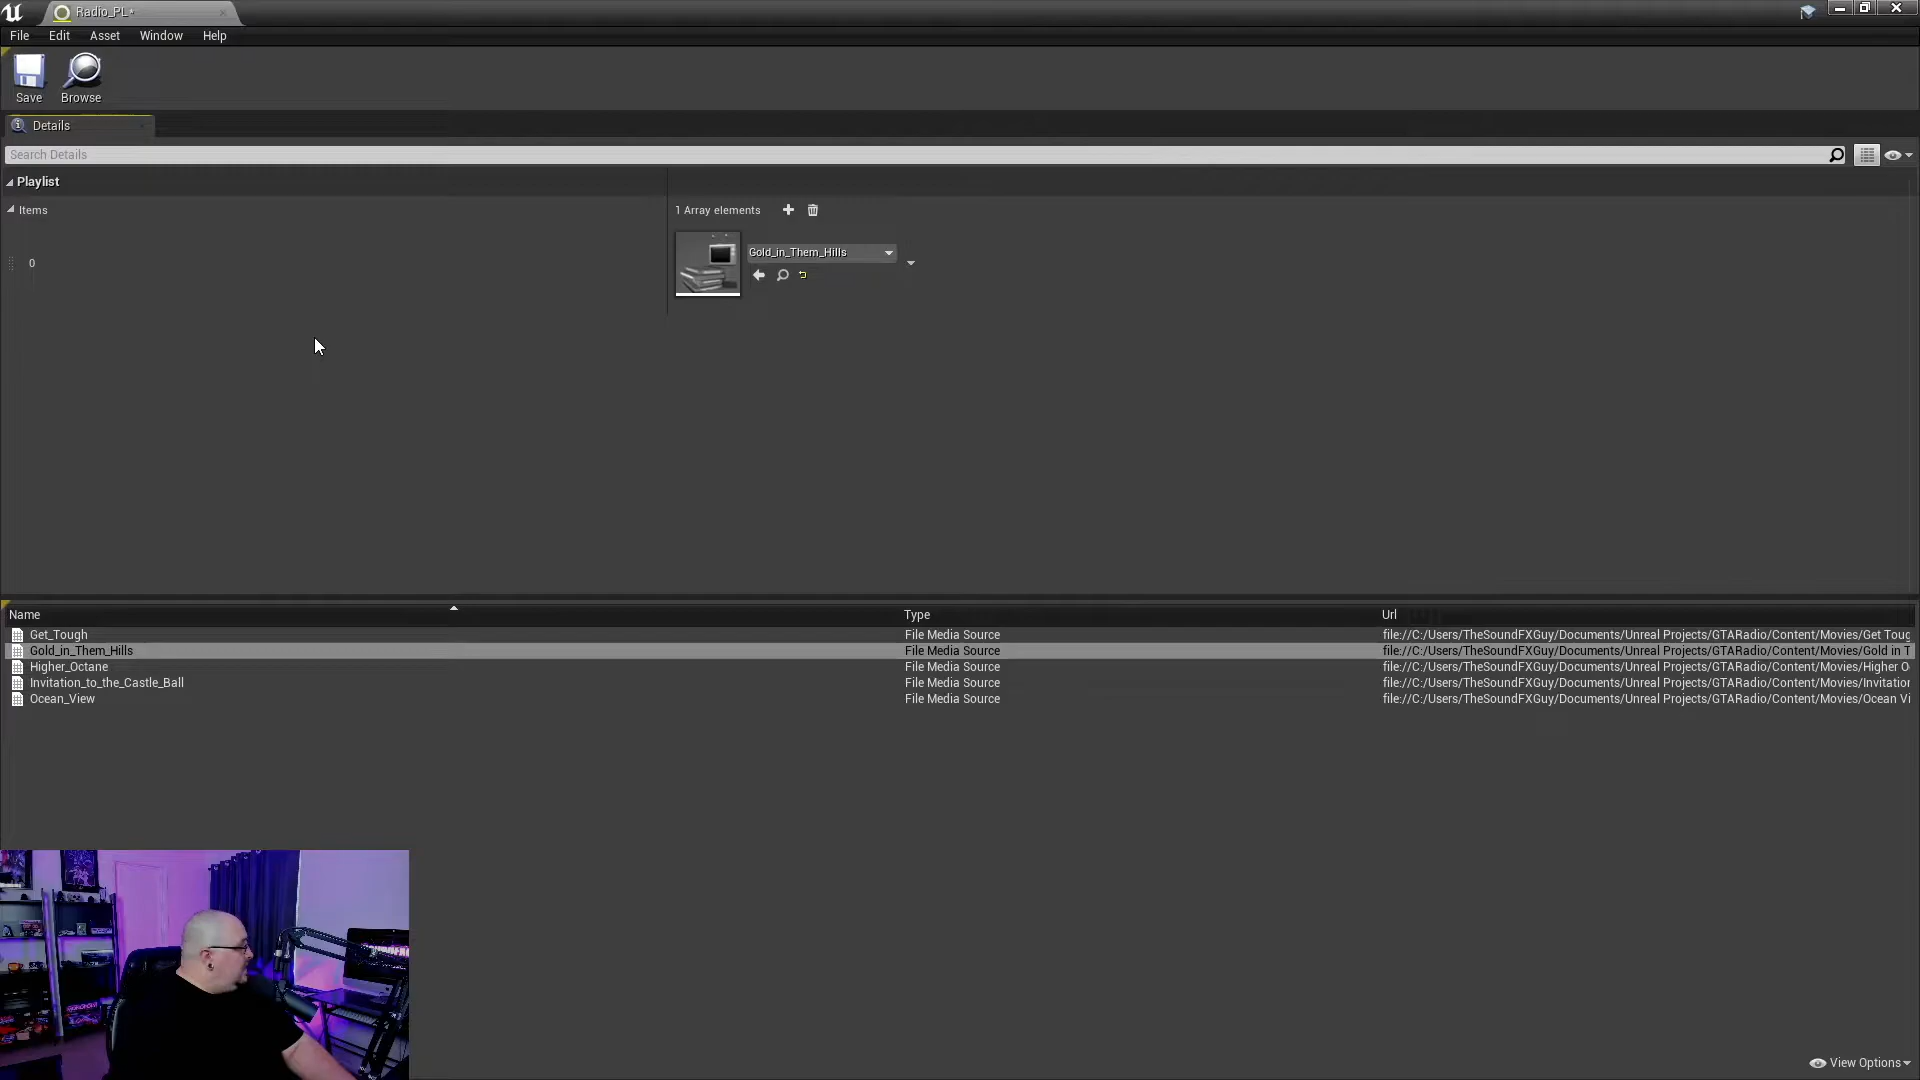 Radio_PL*
File Edit Asset Window Help
Save Browse
Details
Search Details
Playlist
Items
1 Array elements
0
Gold_in_Them_Hills
Name Type Url
Get_Tough File Media Source file://C:/Users/TheSoundFXGuy/Documents/Unreal Projects/GTARadio/Content/Movies/Get Toug
Gold_in_Them_Hills File Media Source file://C:/Users/TheSoundFXGuy/Documents/Unreal Projects/GTARadio/Content/Movies/Gold in T
Higher_Octane File Media Source file://C:/Users/TheSoundFXGuy/Documents/Unreal Projects/GTARadio/Content/Movies/Higher O
Invitation_to_the_Castle_Ball File Media Source file://C:/Users/TheSoundFXGuy/Documents/Unreal Projects/GTARadio/Content/Movies/Invitation
Ocean_View File Media Source file://C:/Users/TheSoundFXGuy/Documents/Unreal Projects/GTARadio/Content/Movies/Ocean Vi
View Options